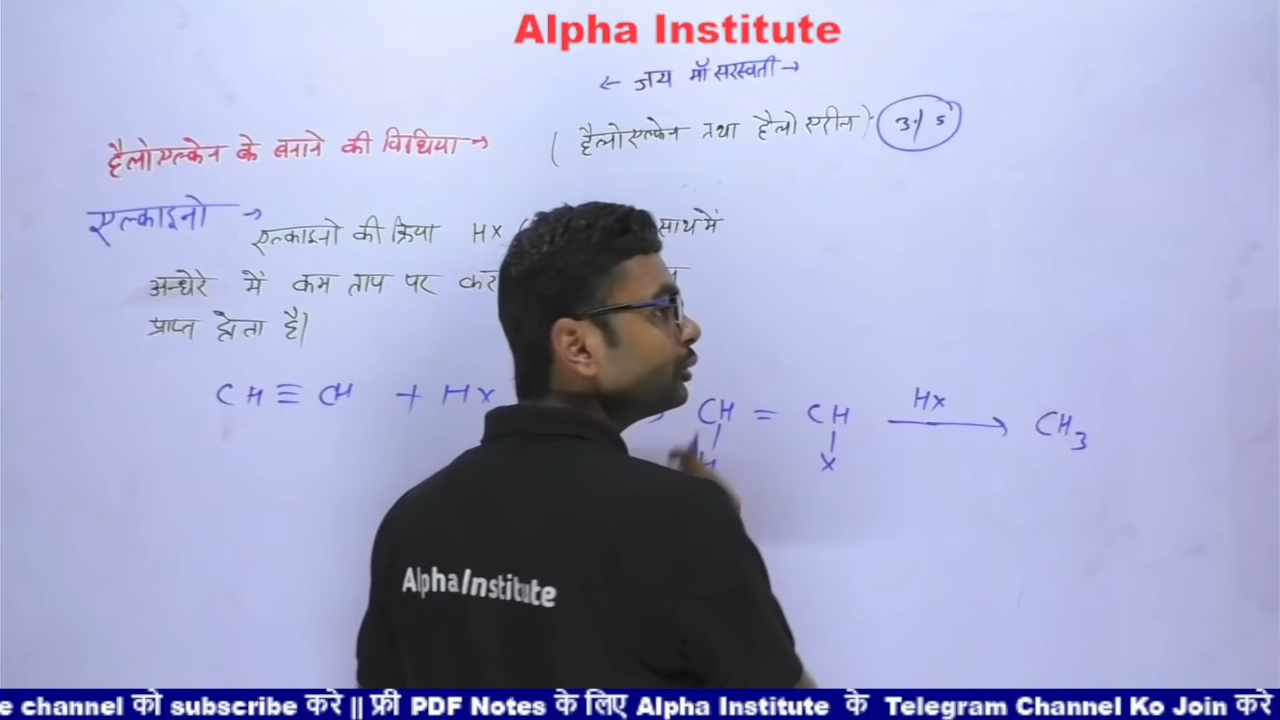 Alpha Institute
← जय माँ सरस्वती →
हैलोएल्केन के बनाने की विधिया →
(हैलोएल्केन तथा हैलो एरीन) 3/5
एल्काइनो →
एल्काइनो की क्रिया HX साथ में
अन्धेरे में कम ताप पर
प्राप्त होता है|
CH ≡ CH + HX → CH = CH HX → CH3
H X
Alpha Institute
e channel को subscribe करे || फ्री PDF Notes के लिए Alpha Institute के Telegram Channel Ko Join करे